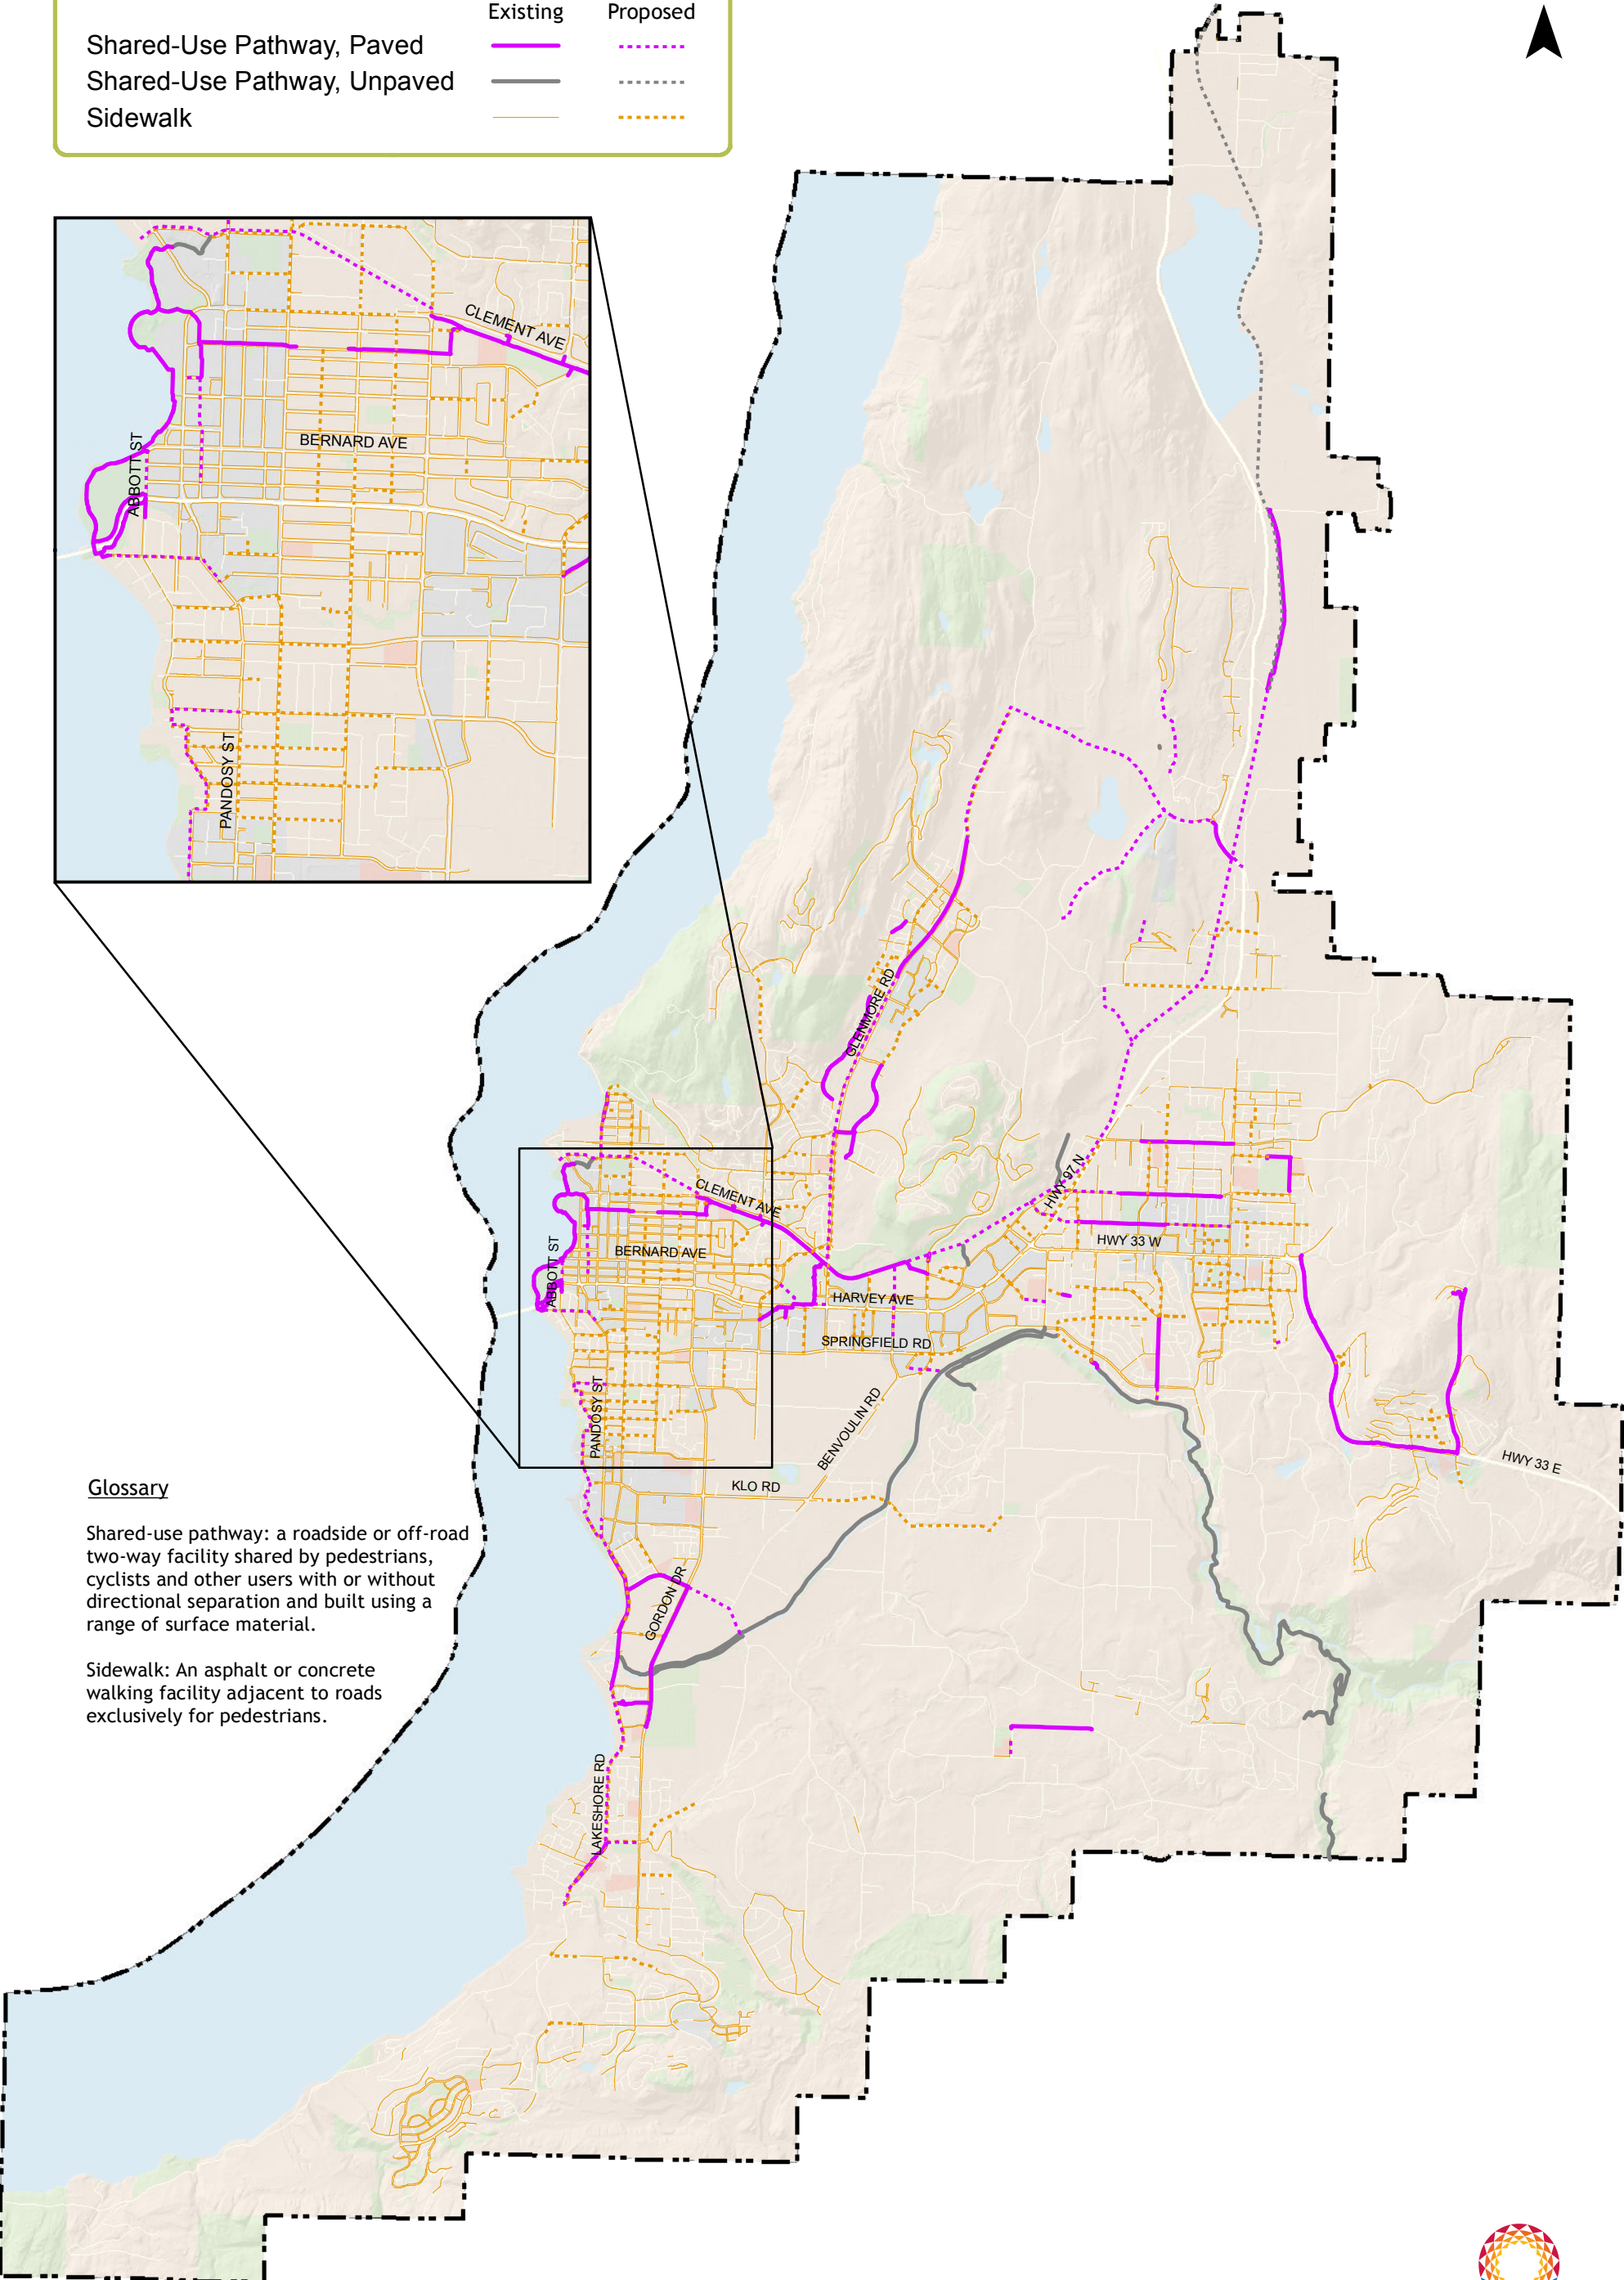 Existing Proposed
Shared-Use Pathway, Paved
Shared-Use Pathway, Unpaved
Sidewalk
CLEMENT AVE
BERNARD AVE
ABBOTT ST
PANDOSY ST
GLENMORE RD
HWY 97 N
CLEMENT AVE
HWY 33 W
BERNARD AVE
ABBOTT ST
HARVEY AVE
SPRINGFIELD RD
PANDOSY ST
BENVOULIN RD
HWY 33 E
KLO RD
GORDON DR
LAKESHORE RD
Glossary
Shared-use pathway: a roadside or off-road
two-way facility shared by pedestrians,
cyclists and other users with or without
directional separation and built using a
range of surface material.
Sidewalk: An asphalt or concrete
walking facility adjacent to roads
exclusively for pedestrians.